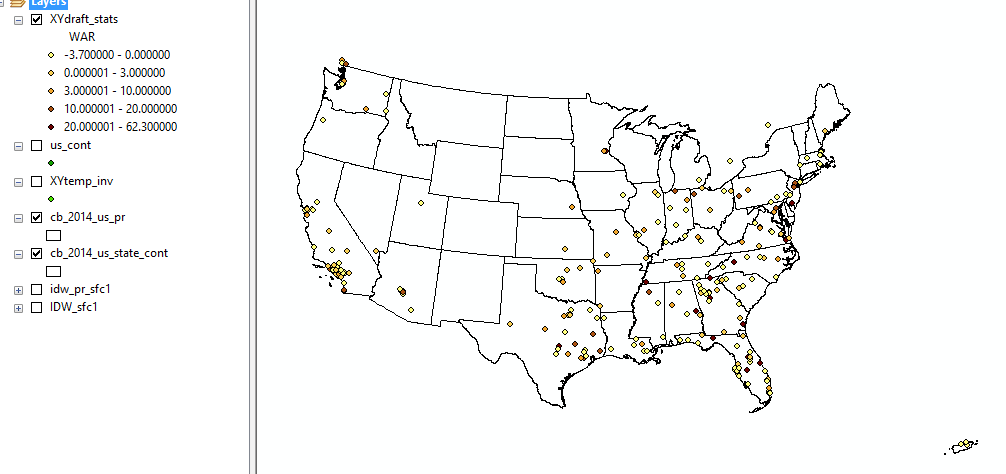 Layers
XYdraft_stats
WAR
-3.700000 - 0.000000
0.000001 - 3.000000
3.000001 - 10.000000
10.000001 - 20.000000
20.000001 - 62.300000
us_cont
XYtemp_inv
cb_2014_us_pr
cb_2014_us_state_cont
idw_pr_sfc1
IDW_sfc1